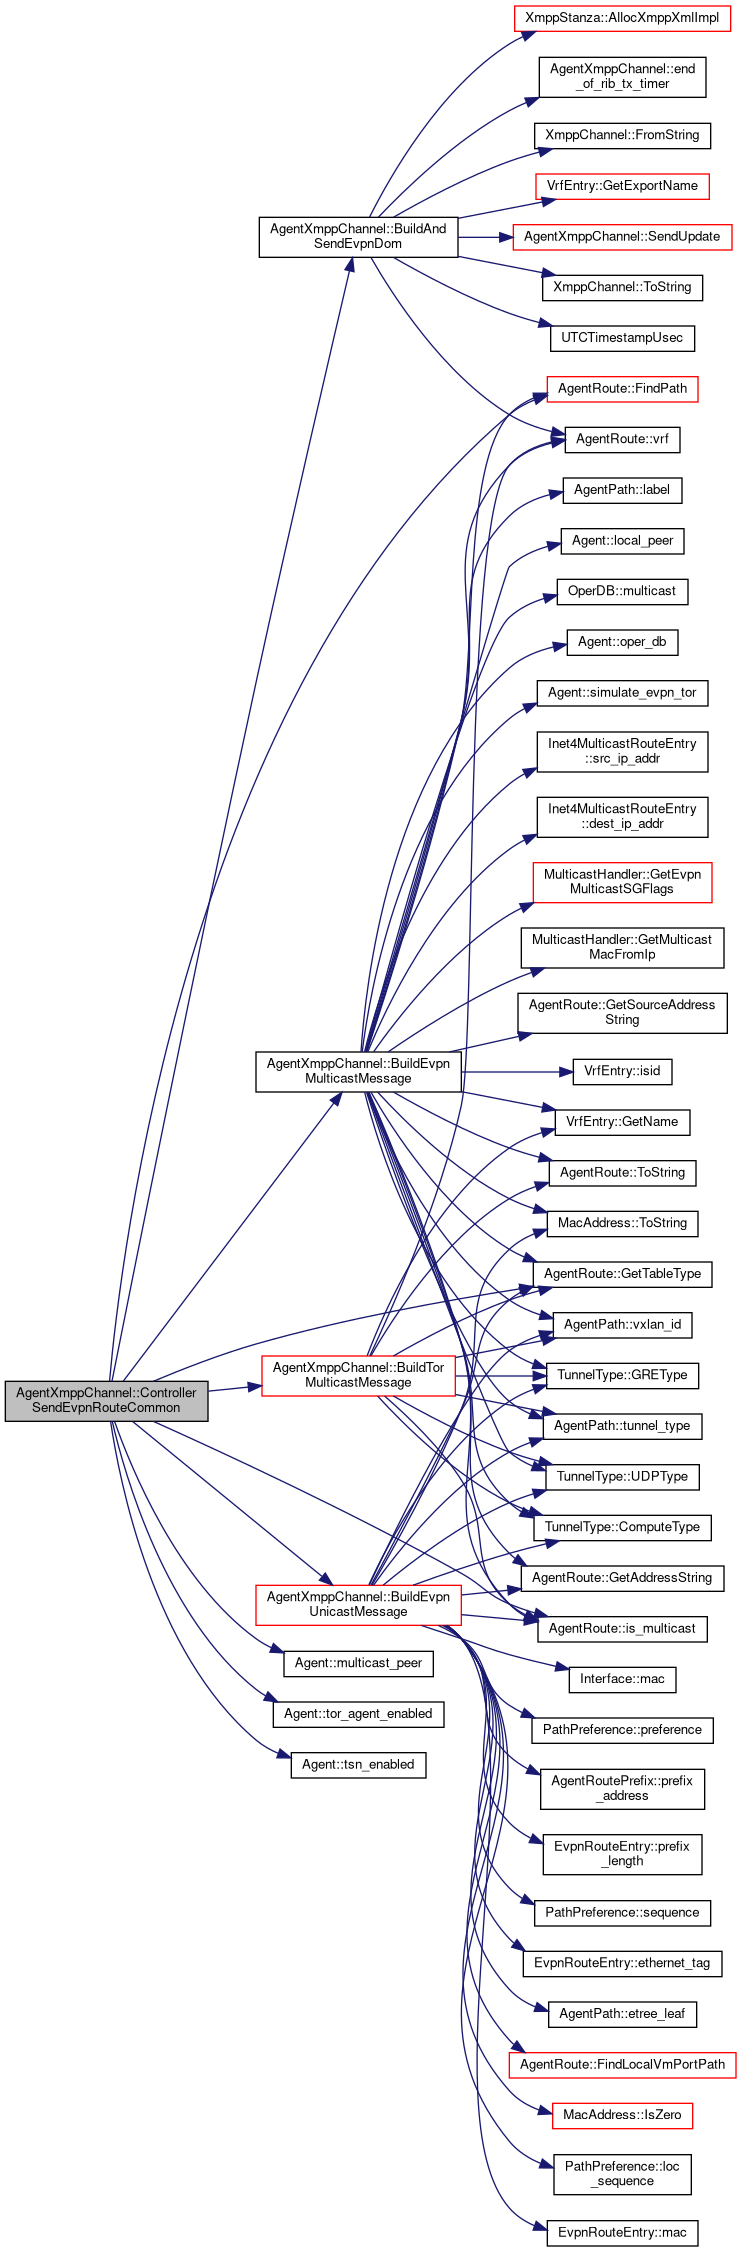 XmppStanza::AllocXmppXmlImpl
AgentXmppChannel::end
_of_rib_tx_timer
XmppChannel::FromString
VrfEntry::GetExportName
AgentXmppChannel::BuildAnd
SendEvpnDom
AgentXmppChannel::SendUpdate
XmppChannel::ToString
UTCTimestampUsec
AgentRoute::FindPath
AgentRoute::vrf
AgentPath::label
Agent::local_peer
OperDB::multicast
Agent::oper_db
Agent::simulate_evpn_tor
Inet4MulticastRouteEntry
::src_ip_addr
Inet4MulticastRouteEntry
::dest_ip_addr
MulticastHandler::GetEvpn
MulticastSGFlags
MulticastHandler::GetMulticast
MacFromIp
AgentRoute::GetSourceAddress
String
AgentXmppChannel::BuildEvpn
MulticastMessage
VrfEntry::isid
VrfEntry::GetName
AgentRoute::ToString
MacAddress::ToString
AgentRoute::GetTableType
AgentPath::vxlan_id
AgentXmppChannel::BuildTor
MulticastMessage
TunnelType::GREType
AgentXmppChannel::Controller
SendEvpnRouteCommon
AgentPath::tunnel_type
TunnelType::UDPType
TunnelType::ComputeType
AgentRoute::GetAddressString
AgentXmppChannel::BuildEvpn
UnicastMessage
AgentRoute::is_multicast
Agent::multicast_peer
Interface::mac
Agent::tor_agent_enabled
PathPreference::preference
Agent::tsn_enabled
AgentRoutePrefix::prefix
_address
EvpnRouteEntry::prefix
_length
PathPreference::sequence
EvpnRouteEntry::ethernet_tag
AgentPath::etree_leaf
AgentRoute::FindLocalVmPortPath
MacAddress::IsZero
PathPreference::loc
_sequence
EvpnRouteEntry::mac